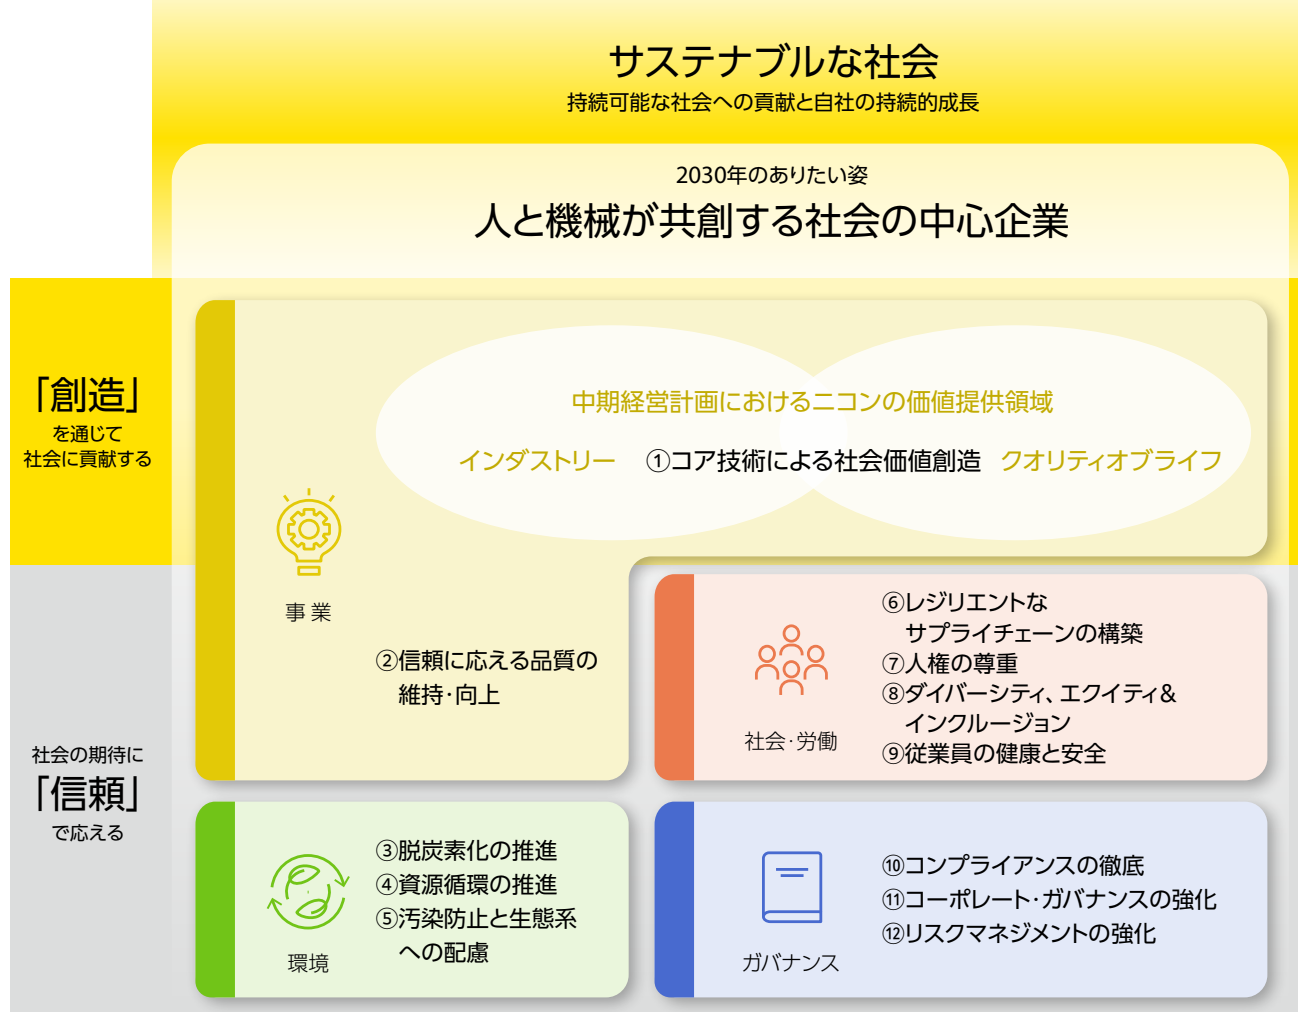 サステナブルな社会
持続可能な社会への貢献と自社の持続的成長
2030年のありたい姿
人と機械が共創する社会の中心企業
「創造」
を通じて
社会に貢献する
中期経営計画におけるニコンの価値提供領域
インダストリー ①コア技術による社会価値創造 クオリティオブライフ
事業
②信頼に応える品質の
維持・向上
⑥レジリエントな
サプライチェーンの構築
⑦人権の尊重
⑧ダイバーシティ、エクイティ&
インクルージョン
⑨従業員の健康と安全
社会・労働
社会の期待に
「信頼」
で応える
③脱炭素化の推進
④資源循環の推進
⑤汚染防止と生態系
への配慮
環境
⑩コンプライアンスの徹底
⑪コーポレート・ガバナンスの強化
⑫リスクマネジメントの強化
ガバナンス